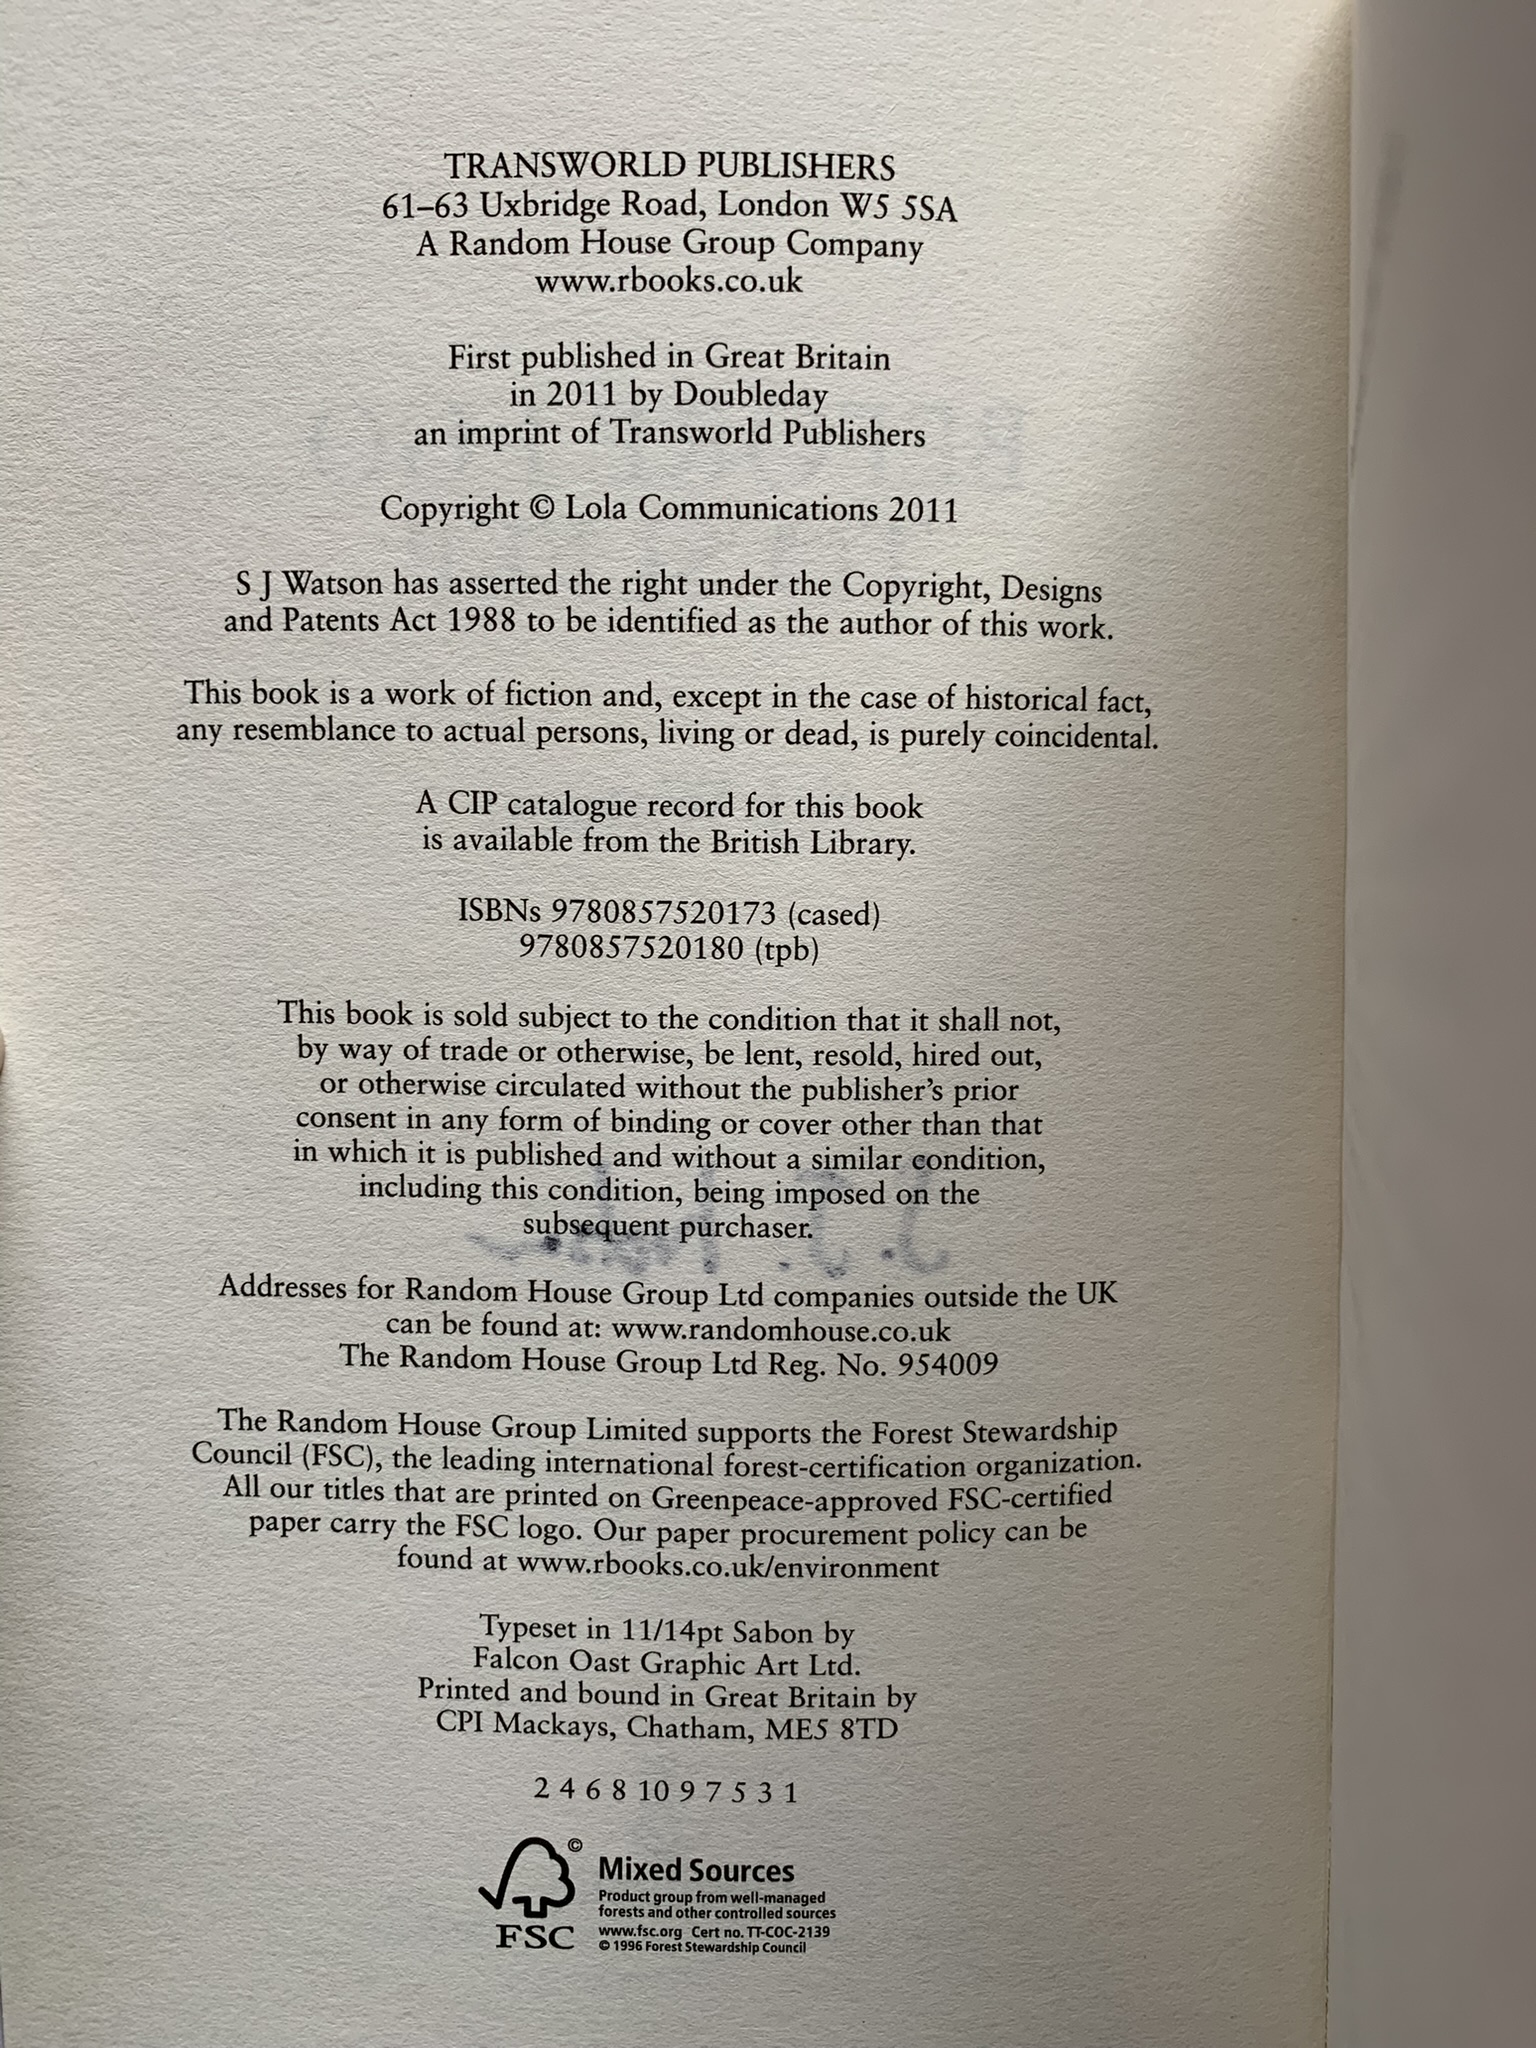 TRANSWORLD PUBLISHERS
61–63 Uxbridge Road, London W5 5SA
A Random House Group Company
www.rbooks.co.uk
First published in Great Britain
in 2011 by Doubleday
an imprint of Transworld Publishers
Copyright © Lola Communications 2011
S J Watson has asserted the right under the Copyright, Designs
and Patents Act 1988 to be identified as the author of this work.
This book is a work of fiction and, except in the case of historical fact,
any resemblance to actual persons, living or dead, is purely coincidental.
A CIP catalogue record for this book
is available from the British Library.
ISBNs 9780857520173 (cased)
9780857520180 (tpb)
This book is sold subject to the condition that it shall not,
by way of trade or otherwise, be lent, resold, hired out,
or otherwise circulated without the publisher's prior
consent in any form of binding or cover other than that
in which it is published and without a similar condition,
including this condition, being imposed on the
subsequent purchaser.
Addresses for Random House Group Ltd companies outside the UK
can be found at: www.randomhouse.co.uk
The Random House Group Ltd Reg. No. 954009
The Random House Group Limited supports the Forest Stewardship
Council (FSC), the leading international forest-certification organization.
All our titles that are printed on Greenpeace-approved FSC-certified
paper carry the FSC logo. Our paper procurement policy can be
found at www.rbooks.co.uk/environment
Typeset in 11/14pt Sabon by
Falcon Oast Graphic Art Ltd.
Printed and bound in Great Britain by
CPI Mackays, Chatham, ME5 8TD
2 4 6 8 10 9 7 5 3 1
©
FSC
Mixed Sources
Product group from well-managed
forests and other controlled sources
www.fsc.org Cert no. TT-COC-2139
© 1996 Forest Stewardship Council